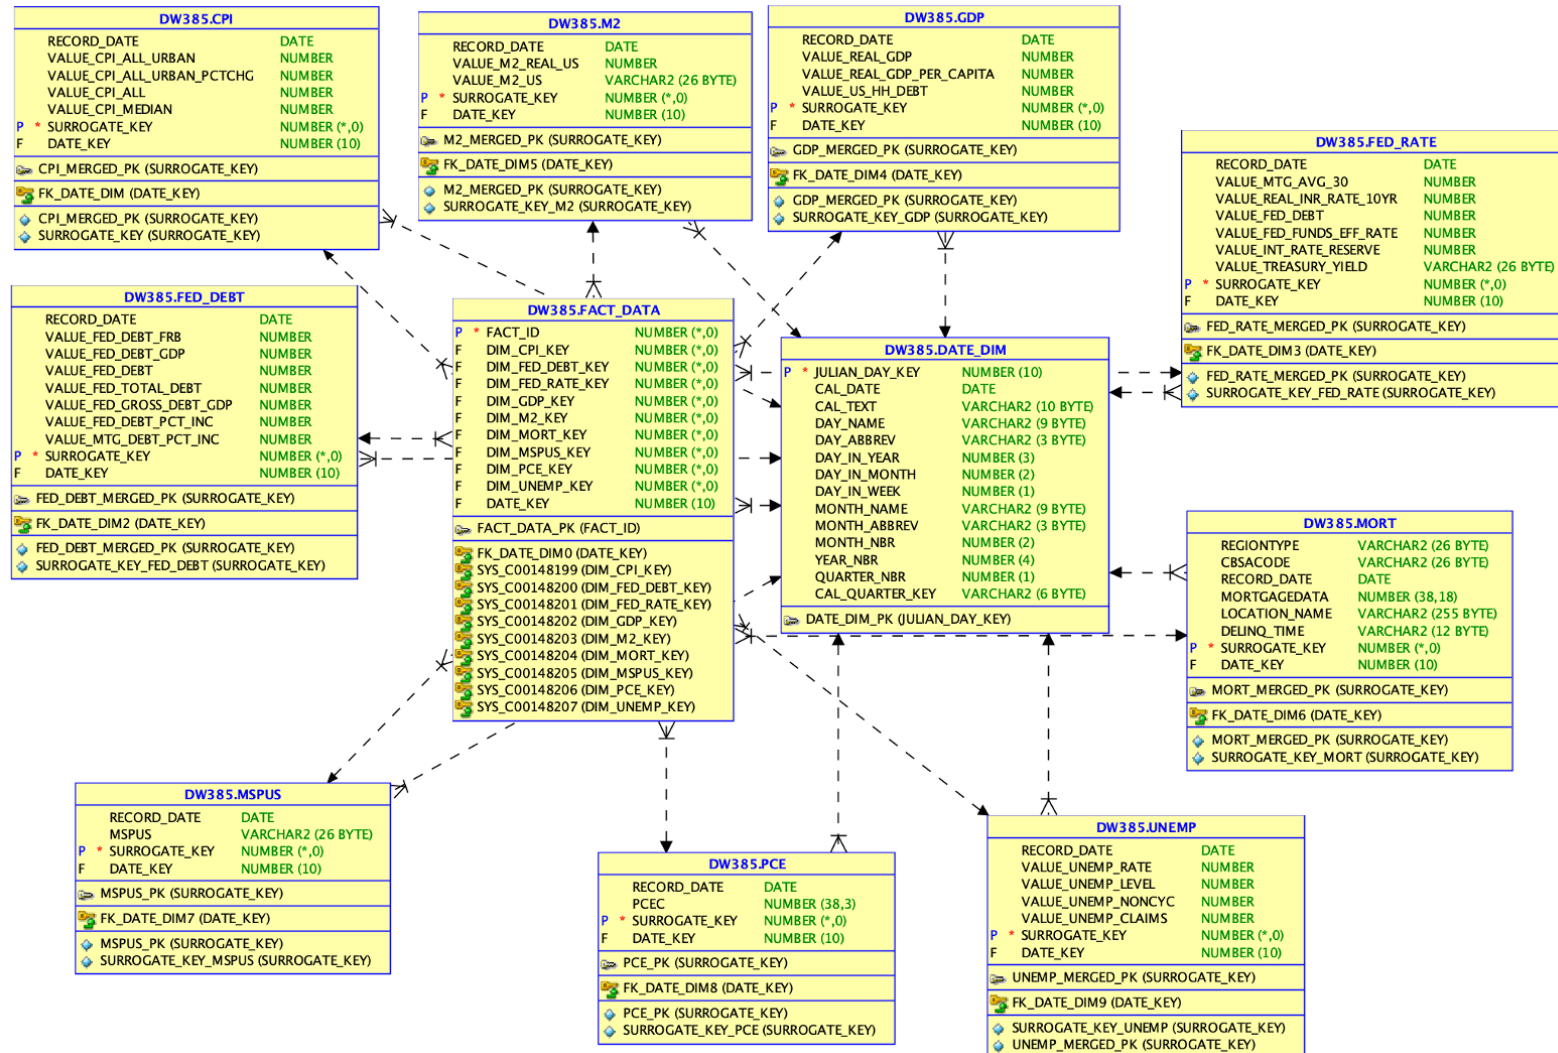 DW385.CPI
RECORD_DATE DATE
VALUE_CPI_ALL_URBAN NUMBER
VALUE_CPI_ALL_URBAN_PCTCHG NUMBER
VALUE_CPI_ALL NUMBER
VALUE_CPI_MEDIAN NUMBER
P * SURROGATE_KEY NUMBER (*,0)
F DATE_KEY NUMBER (10)
CPI_MERGED_PK (SURROGATE_KEY)
FK_DATE_DIM (DATE_KEY)
CPI_MERGED_PK (SURROGATE_KEY)
SURROGATE_KEY (SURROGATE_KEY)
DW385.M2
RECORD_DATE DATE
VALUE_M2_REAL_US NUMBER
VALUE_M2_US VARCHAR2 (26 BYTE)
P * SURROGATE_KEY NUMBER (*,0)
F DATE_KEY NUMBER (10)
M2_MERGED_PK (SURROGATE_KEY)
FK_DATE_DIM5 (DATE_KEY)
M2_MERGED_PK (SURROGATE_KEY)
SURROGATE_KEY_M2 (SURROGATE_KEY)
DW385.GDP
RECORD_DATE DATE
VALUE_REAL_GDP NUMBER
VALUE_REAL_GDP_PER_CAPITA NUMBER
VALUE_US_HH_DEBT NUMBER
P * SURROGATE_KEY NUMBER (*,0)
F DATE_KEY NUMBER (10)
GDP_MERGED_PK (SURROGATE_KEY)
FK_DATE_DIM4 (DATE_KEY)
GDP_MERGED_PK (SURROGATE_KEY)
SURROGATE_KEY_GDP (SURROGATE_KEY)
DW385.FED_RATE
RECORD_DATE DATE
VALUE_MTG_AVG_30 NUMBER
VALUE_REAL_INR_RATE_10YR NUMBER
VALUE_FED_DEBT NUMBER
VALUE_FED_FUNDS_EFF_RATE NUMBER
VALUE_INT_RATE_RESERVE NUMBER
VALUE_TREASURY_YIELD VARCHAR2 (26 BYTE)
P * SURROGATE_KEY NUMBER (*,0)
F DATE_KEY NUMBER (10)
FED_RATE_MERGED_PK (SURROGATE_KEY)
FK_DATE_DIM3 (DATE_KEY)
FED_RATE_MERGED_PK (SURROGATE_KEY)
SURROGATE_KEY_FED_RATE (SURROGATE_KEY)
DW385.FED_DEBT
RECORD_DATE DATE
VALUE_FED_DEBT_FRB NUMBER
VALUE_FED_DEBT_GDP NUMBER
VALUE_FED_DEBT NUMBER
VALUE_FED_TOTAL_DEBT NUMBER
VALUE_FED_GROSS_DEBT_GDP NUMBER
VALUE_FED_DEBT_PCT_INC NUMBER
VALUE_MTG_DEBT_PCT_INC NUMBER
P * SURROGATE_KEY NUMBER (*,0)
F DATE_KEY NUMBER (10)
FED_DEBT_MERGED_PK (SURROGATE_KEY)
FK_DATE_DIM2 (DATE_KEY)
FED_DEBT_MERGED_PK (SURROGATE_KEY)
SURROGATE_KEY_FED_DEBT (SURROGATE_KEY)
DW385.FACT_DATA
P * FACT_ID NUMBER (*,0)
F DIM_CPI_KEY NUMBER (*,0)
F DIM_FED_DEBT_KEY NUMBER (*,0)
F DIM_FED_RATE_KEY NUMBER (*,0)
F DIM_GDP_KEY NUMBER (*,0)
F DIM_M2_KEY NUMBER (*,0)
F DIM_MORT_KEY NUMBER (*,0)
F DIM_MSPUS_KEY NUMBER (*,0)
F DIM_PCE_KEY NUMBER (*,0)
F DIM_UNEMP_KEY NUMBER (*,0)
F DATE_KEY NUMBER (10)
FACT_DATA_PK (FACT_ID)
FK_DATE_DIM0 (DATE_KEY)
SYS_C00148199 (DIM_CPI_KEY)
SYS_C00148200 (DIM_FED_DEBT_KEY)
SYS_C00148201 (DIM_FED_RATE_KEY)
SYS_C00148202 (DIM_GDP_KEY)
SYS_C00148203 (DIM_M2_KEY)
SYS_C00148204 (DIM_MORT_KEY)
SYS_C00148205 (DIM_MSPUS_KEY)
SYS_C00148206 (DIM_PCE_KEY)
SYS_C00148207 (DIM_UNEMP_KEY)
DW385.DATE_DIM
P * JULIAN_DAY_KEY NUMBER (10)
CAL_DATE DATE
CAL_TEXT VARCHAR2 (10 BYTE)
DAY_NAME VARCHAR2 (9 BYTE)
DAY_ABBREV VARCHAR2 (3 BYTE)
DAY_IN_YEAR NUMBER (3)
DAY_IN_MONTH NUMBER (2)
DAY_IN_WEEK NUMBER (1)
MONTH_NAME VARCHAR2 (9 BYTE)
MONTH_ABBREV VARCHAR2 (3 BYTE)
MONTH_NBR NUMBER (2)
YEAR_NBR NUMBER (4)
QUARTER_NBR NUMBER (1)
CAL_QUARTER_KEY VARCHAR2 (6 BYTE)
DATE_DIM_PK (JULIAN_DAY_KEY)
DW385.MORT
REGIONTYPE VARCHAR2 (26 BYTE)
CBSACODE VARCHAR2 (26 BYTE)
RECORD_DATE DATE
MORTGAGEDATA NUMBER (38,18)
LOCATION_NAME VARCHAR2 (255 BYTE)
DELINQ_TIME VARCHAR2 (12 BYTE)
P * SURROGATE_KEY NUMBER (*,0)
F DATE_KEY NUMBER (10)
MORT_MERGED_PK (SURROGATE_KEY)
FK_DATE_DIM6 (DATE_KEY)
MORT_MERGED_PK (SURROGATE_KEY)
SURROGATE_KEY_MORT (SURROGATE_KEY)
DW385.MSPUS
RECORD_DATE DATE
MSPUS VARCHAR2 (26 BYTE)
P * SURROGATE_KEY NUMBER (*,0)
F DATE_KEY NUMBER (10)
MSPUS_PK (SURROGATE_KEY)
FK_DATE_DIM7 (DATE_KEY)
MSPUS_PK (SURROGATE_KEY)
SURROGATE_KEY_MSPUS (SURROGATE_KEY)
DW385.PCE
RECORD_DATE DATE
PCEC NUMBER (38,3)
P * SURROGATE_KEY NUMBER (*,0)
F DATE_KEY NUMBER (10)
PCE_PK (SURROGATE_KEY)
FK_DATE_DIM8 (DATE_KEY)
PCE_PK (SURROGATE_KEY)
SURROGATE_KEY_PCE (SURROGATE_KEY)
DW385.UNEMP
RECORD_DATE DATE
VALUE_UNEMP_RATE NUMBER
VALUE_UNEMP_LEVEL NUMBER
VALUE_UNEMP_NONCYC NUMBER
VALUE_UNEMP_CLAIMS NUMBER
P * SURROGATE_KEY NUMBER (*,0)
F DATE_KEY NUMBER (10)
UNEMP_MERGED_PK (SURROGATE_KEY)
FK_DATE_DIM9 (DATE_KEY)
SURROGATE_KEY_UNEMP (SURROGATE_KEY)
UNEMP_MERGED_PK (SURROGATE_KEY)